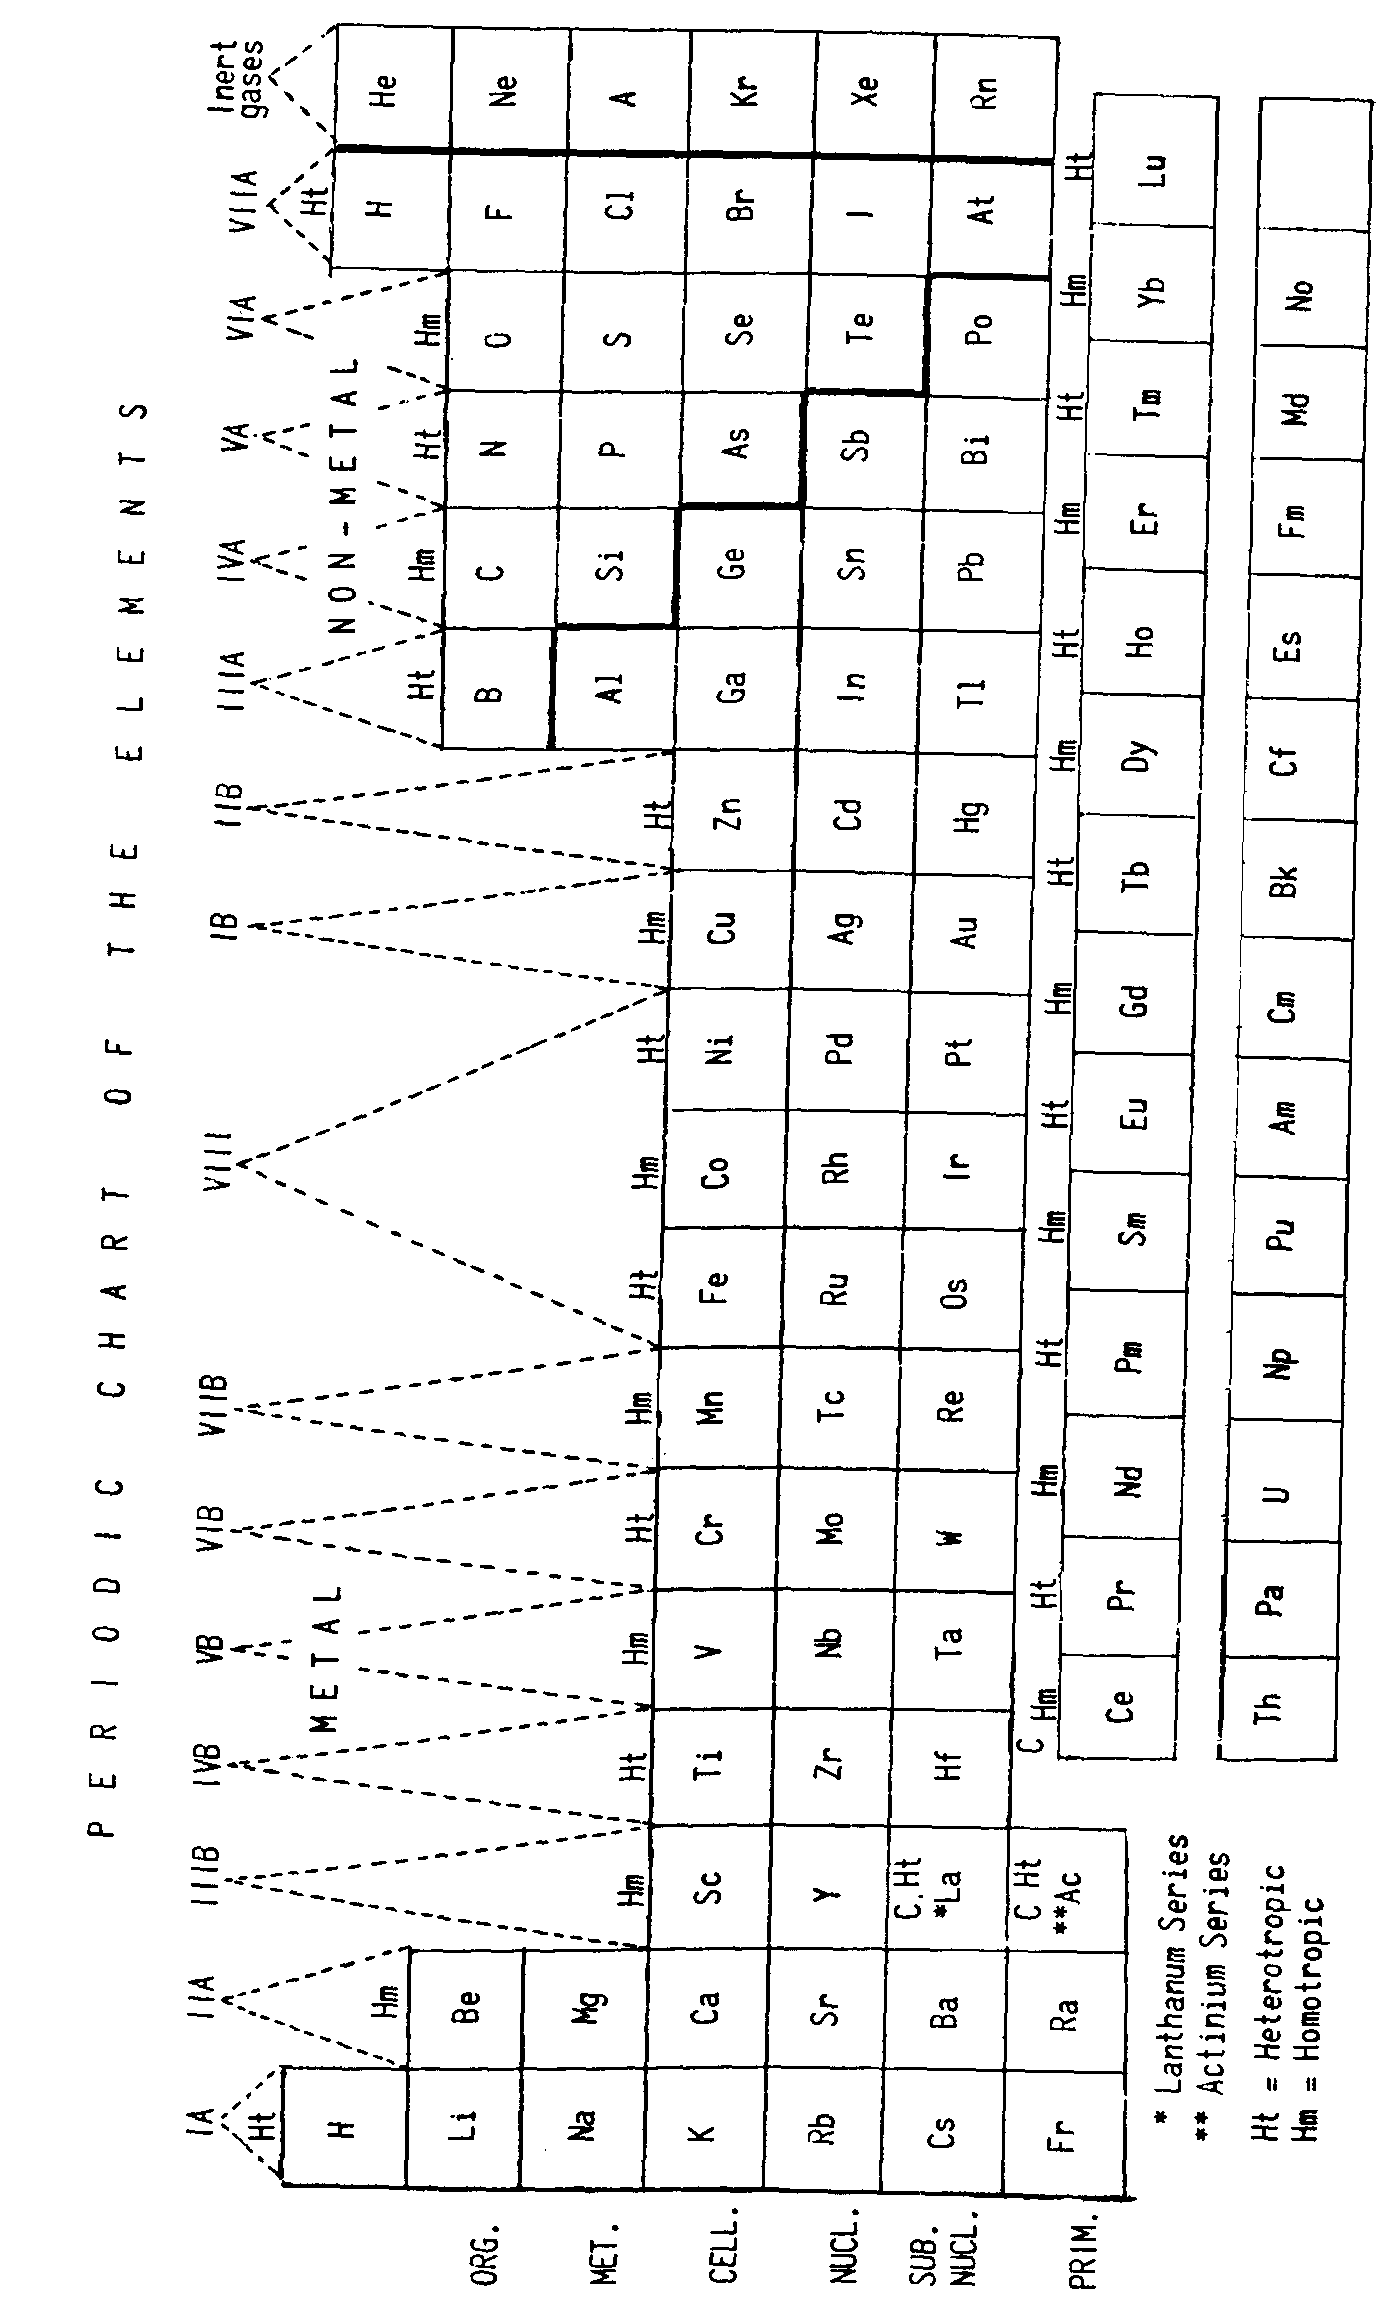 PERIODIC CHART OF THE ELEMENTS
IA IIA IIIB IVB VB VIB VIIB VIII IB IIB IIIA IVA VA VIA VIIA Inert gases
METAL NON-METAL
Ht Ht
H H He
Hm Ht Hm Ht Hm
ORG. Li Be B C N O F Ne
MET. Na Mg Al Si P S Cl A
Hm Ht Hm Ht Hm Ht Hm Ht Hm Ht
CELL. K Ca Sc Ti V Cr Mn Fe Co Ni Cu Zn Ga Ge As Se Br Kr
NUCL. Rb Sr Y Zr Nb Mo Tc Ru Rh Pd Ag Cd In Sn Sb Te I Xe
C. Ht
SUB. NUCL. Cs Ba *La Hf Ta W Re Os Ir Pt Au Hg Tl Pb Bi Po At Rn
C Ht
PRIM. Fr Ra **Ac
C Hm Ht Hm Ht Hm Ht Hm Ht Hm Ht Hm Ht Hm Ht
Ce Pr Nd Pm Sm Eu Gd Tb Dy Ho Er Tm Yb Lu
Th Pa U Np Pu Am Cm Bk Cf Es Fm Md No
* Lanthanum Series
** Actinium Series
Ht = Heterotropic
Hm = Homotropic